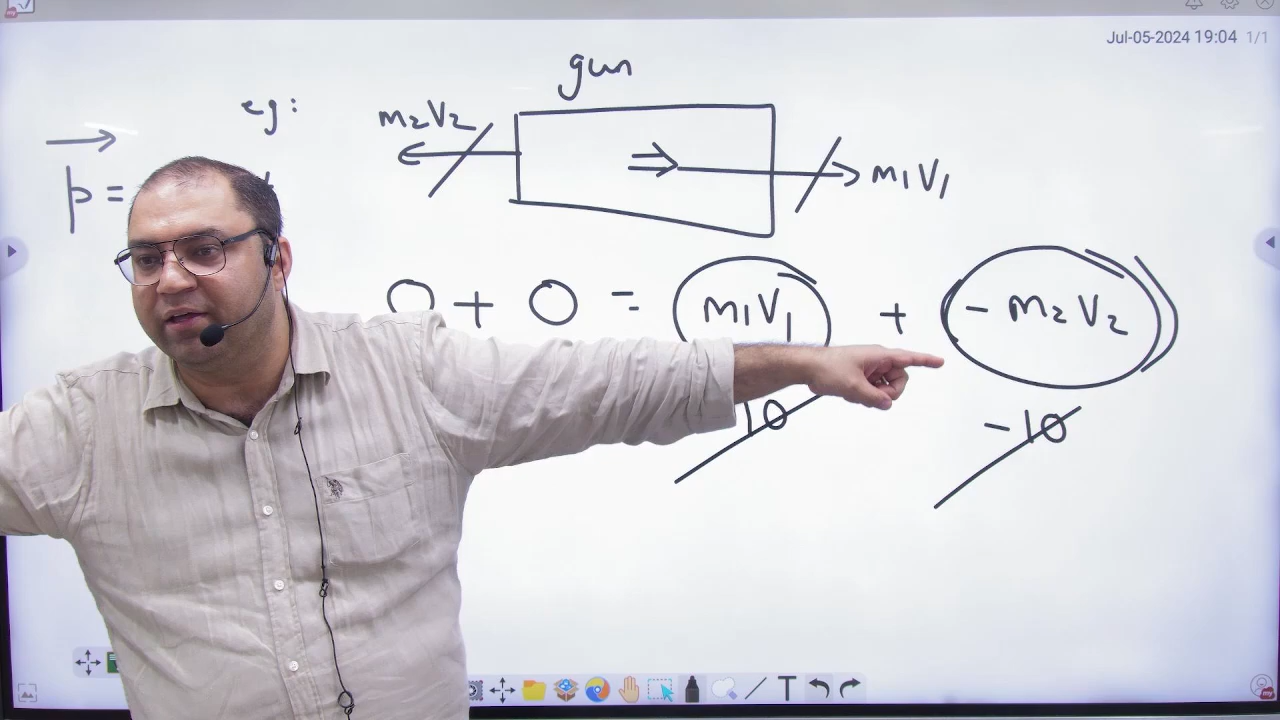 Jul-05-2024 19:04 1/1
gun
eg:
m₂V₂
p =
m₁V₁
0 + 0 = m₁V₁ + - m₂V₂
10 -10
T